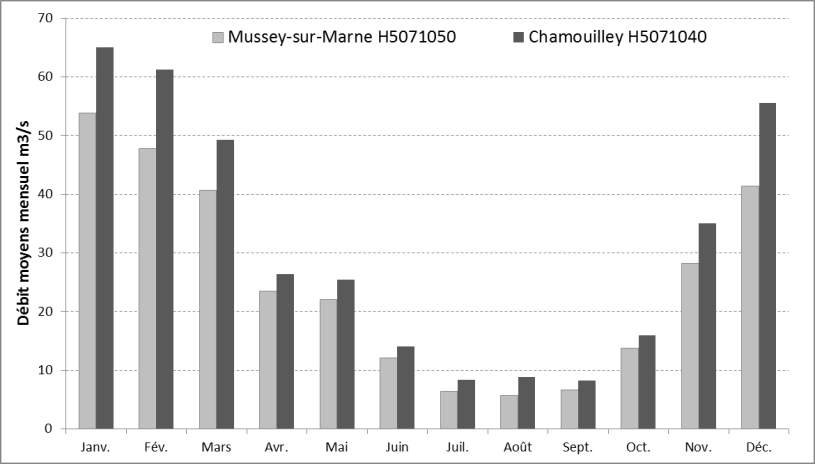 Mussey-sur-Marne H5071050
Chamouilley H5071040
Débit moyens mensuel m3/s
70
60
50
40
30
20
10
0
Janv. Fév. Mars Avr. Mai Juin Juil. Août Sept. Oct. Nov. Déc.